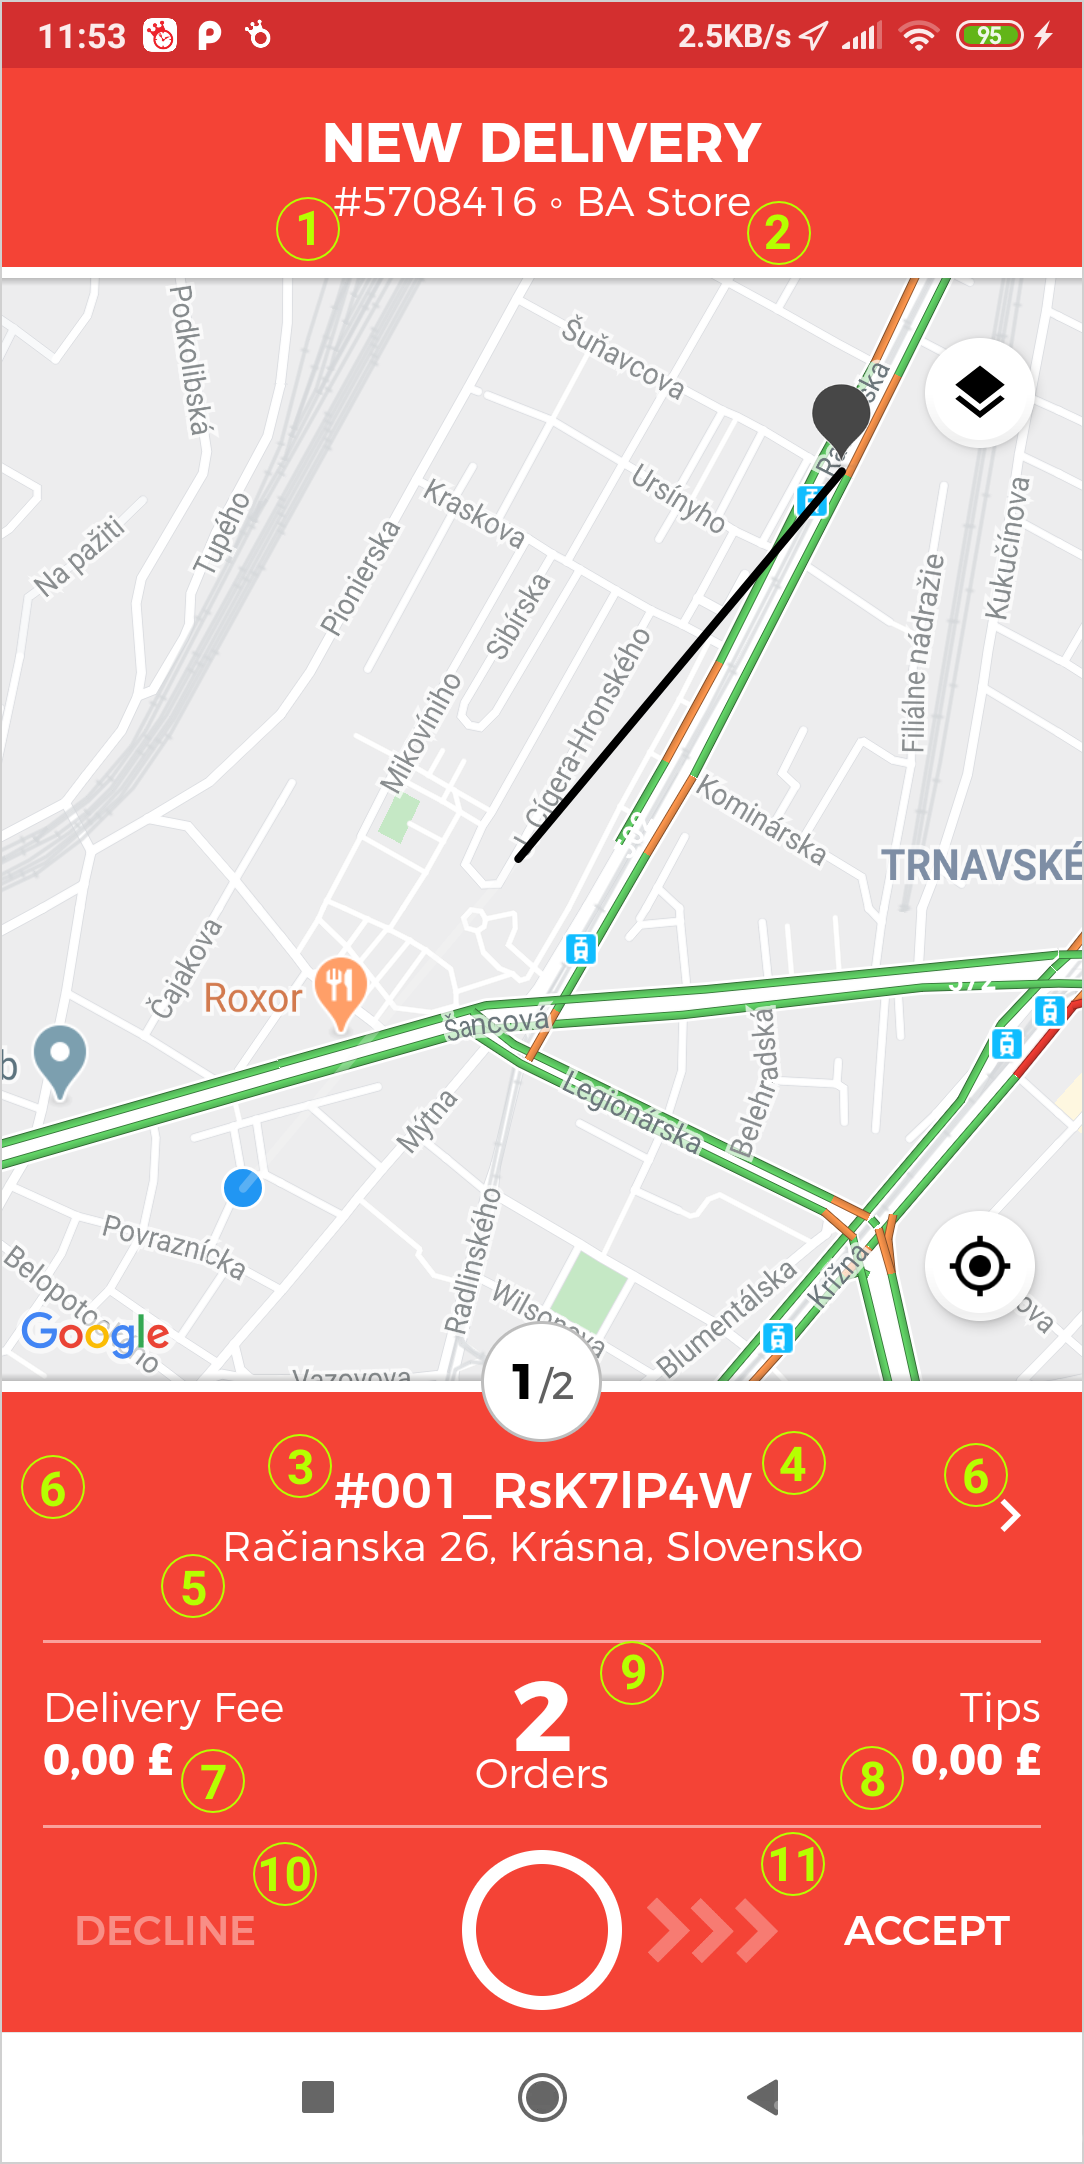 11:53 2.5KB/s 95
NEW DELIVERY
#5708416 ◦ BA Store
1 2
Podkolibská
Šuňavcova
Ursínyho
Kraskova
Kukučínova
Na pažiti
Tupého
Pionierska
Sibírska
Filiálne nádražie
J. Cígera-Hronského
Mikovíniho
Kominárska
TRNAVSKÉ
Čajakova
Roxor
572
Šancová
b
Legionárska
Belehradská
Mýtna
Povraznícka
Radlinského
Wilsonova
Blumentálska
Krížna
Google
Vazovova
1/2
6 3 4 6
#001_RsK7lP4W
Račianska 26, Krásna, Slovensko
5
9
Delivery Fee 2 Tips
0,00 £ Orders 0,00 £
7 8
10 11
DECLINE ACCEPT